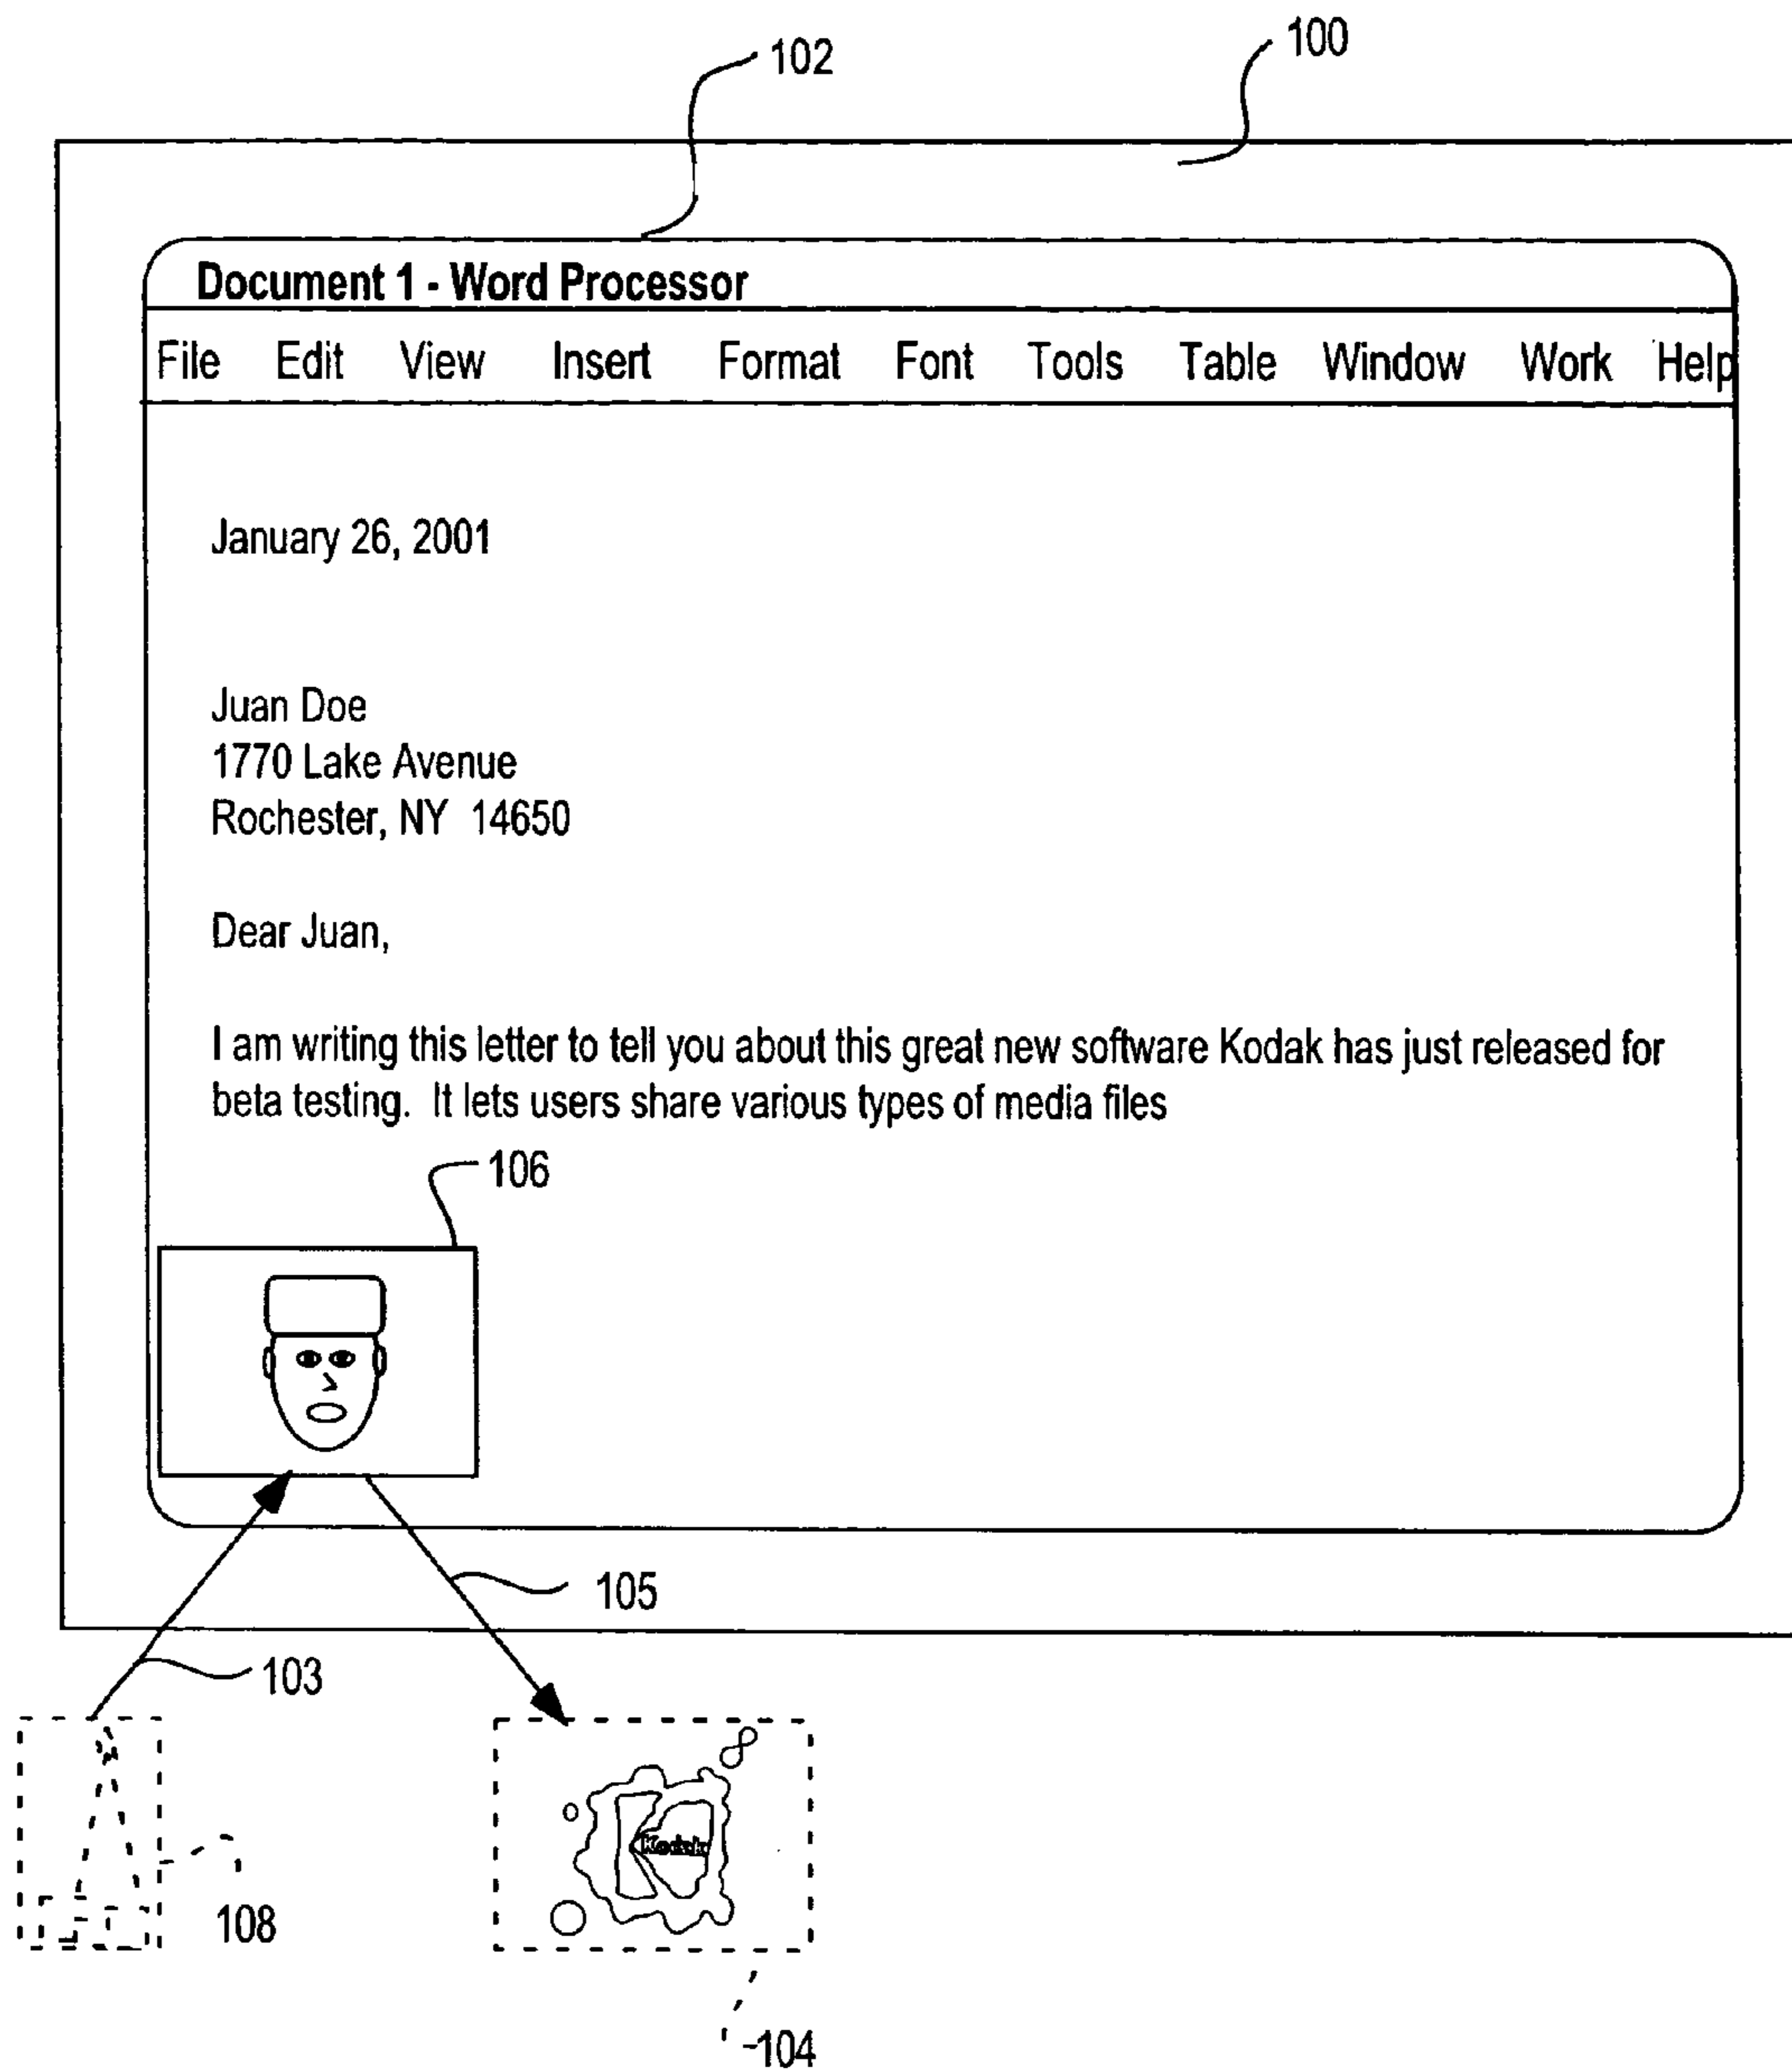 102
100
Document 1 - Word Processor
File Edit View Insert Format Font Tools Table Window Work Help
January 26, 2001
Juan Doe
1770 Lake Avenue
Rochester, NY 14650
Dear Juan,
I am writing this letter to tell you about this great new software Kodak has just released for
beta testing. It lets users share various types of media files
106
105
103
Kodak
108
104